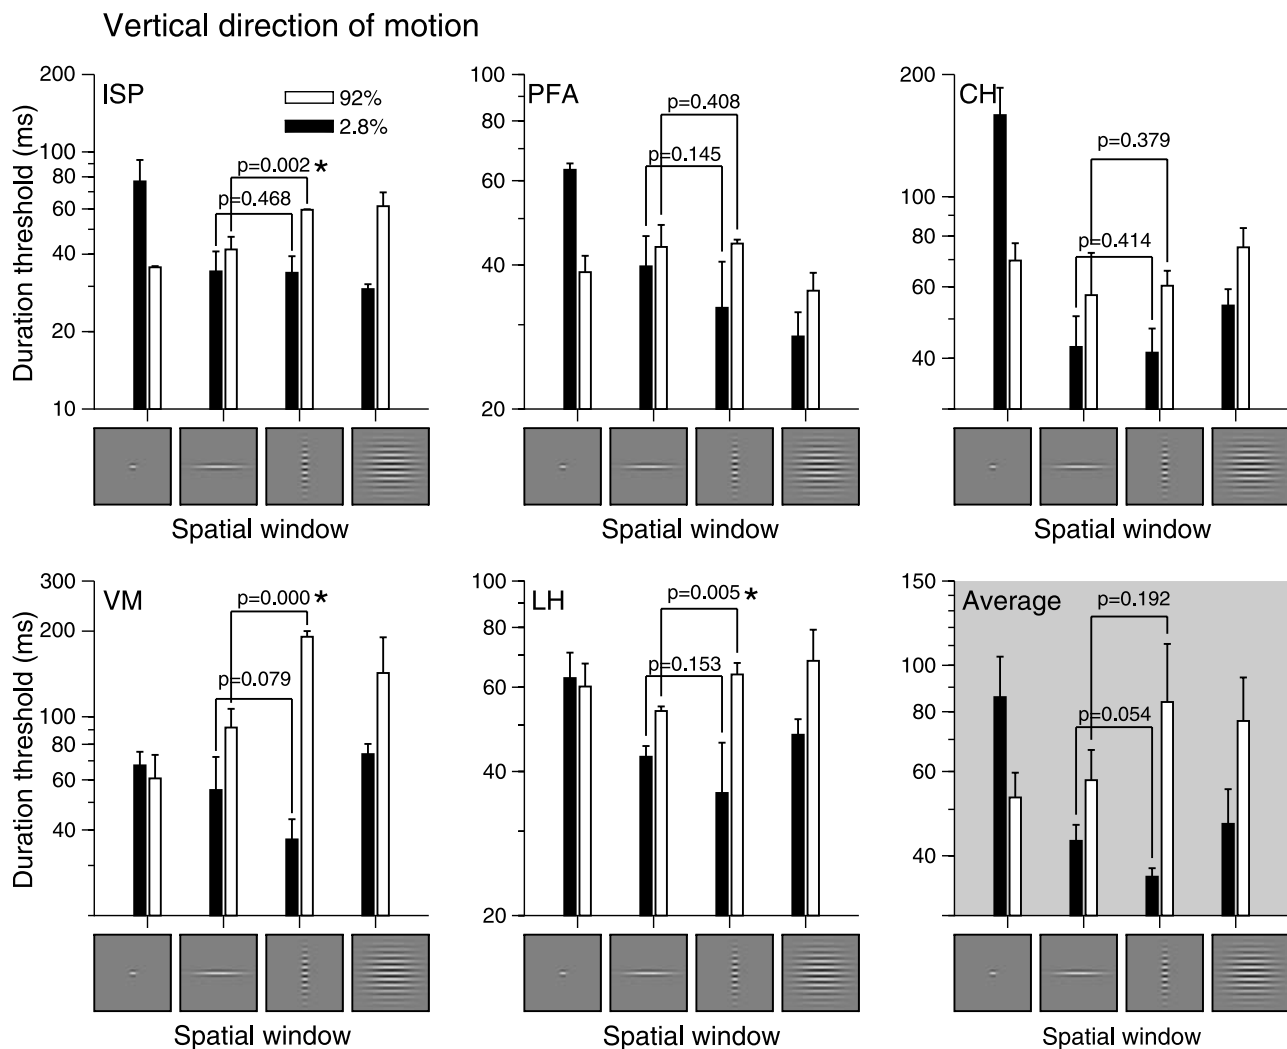 Vertical direction of motion
ISP
92%
2.8%
p=0.002 *
p=0.468
200
100
80
60
40
20
10
Duration threshold (ms)
Spatial window
PFA
p=0.408
p=0.145
100
80
60
40
20
Spatial window
CH
p=0.379
p=0.414
200
100
80
60
40
Spatial window
VM
p=0.000 *
p=0.079
300
200
100
80
60
40
Duration threshold (ms)
Spatial window
LH
p=0.005 *
p=0.153
100
80
60
40
20
Spatial window
Average
p=0.192
p=0.054
150
100
80
60
40
30
Spatial window